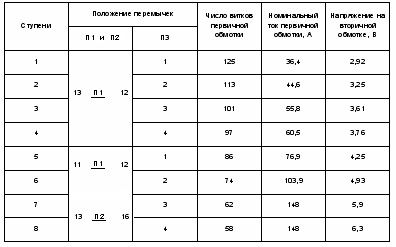 Ступени
Положение перемычек
Число витков первичной обмотки
Номинальный ток первичной обмотки, А
Напряжение на вторичной обмотке, В
П1 и П2
П3
1 13 П1 12 1 125 36,4 2,92
2 2 113 44,6 3,25
3 3 101 55,8 3,61
4 4 97 60,5 3,76
5 11 П1 12 1 86 76,9 4,25
6 2 74 103,9 4,93
7 13 П2 16 3 62 148 5,9
8 4 58 148 6,3